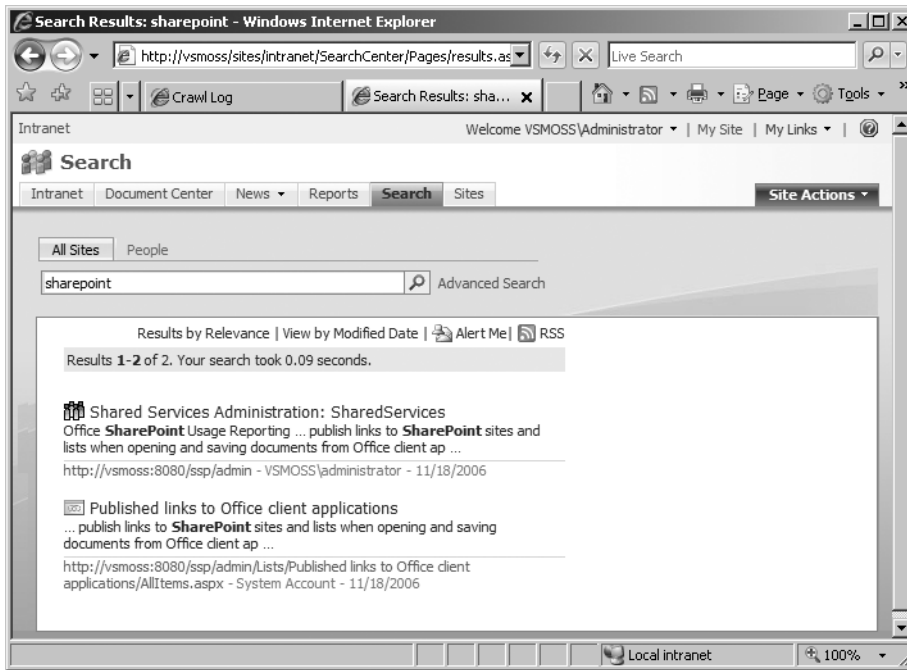 Search Results: sharepoint - Windows Internet Explorer
http://vsmoss/sites/intranet/SearchCenter/Pages/results.as
Live Search
Crawl Log
Search Results: sha...
Page
Tools
»
Intranet
Welcome VSMOSS\Administrator | My Site | My Links |
Search
Intranet Document Center News Reports Search Sites
Site Actions
All Sites People
sharepoint
Advanced Search
Results by Relevance | View by Modified Date | Alert Me | RSS
Results 1-2 of 2. Your search took 0.09 seconds.
Shared Services Administration: SharedServices
Office SharePoint Usage Reporting ... publish links to SharePoint sites and
lists when opening and saving documents from Office client ap ...
http://vsmoss:8080/ssp/admin - VSMOSS\administrator - 11/18/2006
Published links to Office client applications
... publish links to SharePoint sites and lists when opening and saving
documents from Office client ap ...
http://vsmoss:8080/ssp/admin/Lists/Published links to Office client
applications/AllItems.aspx - System Account - 11/18/2006
Local intranet
100%